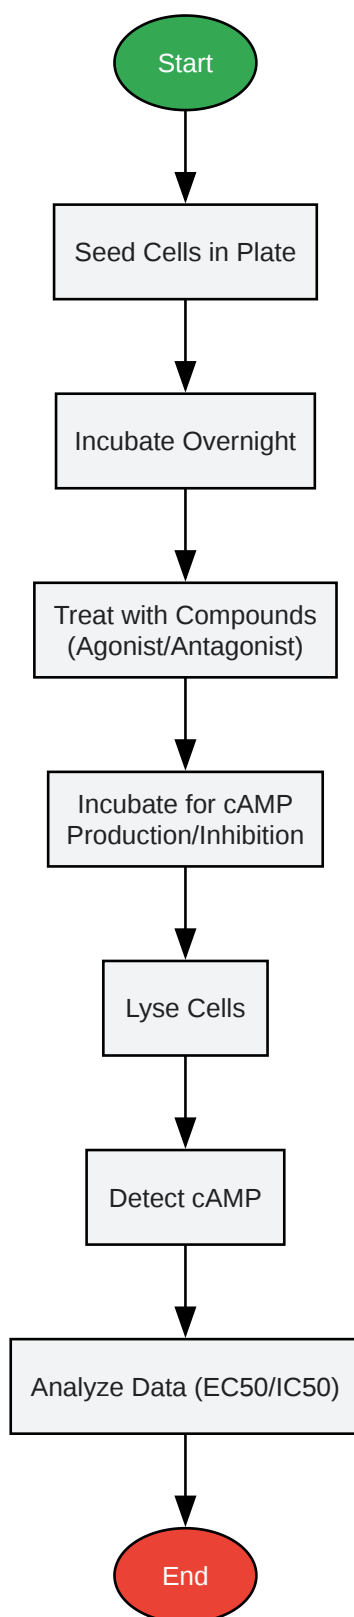 Start
Seed Cells in Plate
Incubate Overnight
Treat with Compounds
(Agonist/Antagonist)
Incubate for cAMP
Production/Inhibition
Lyse Cells
Detect cAMP
Analyze Data (EC50/IC50)
End